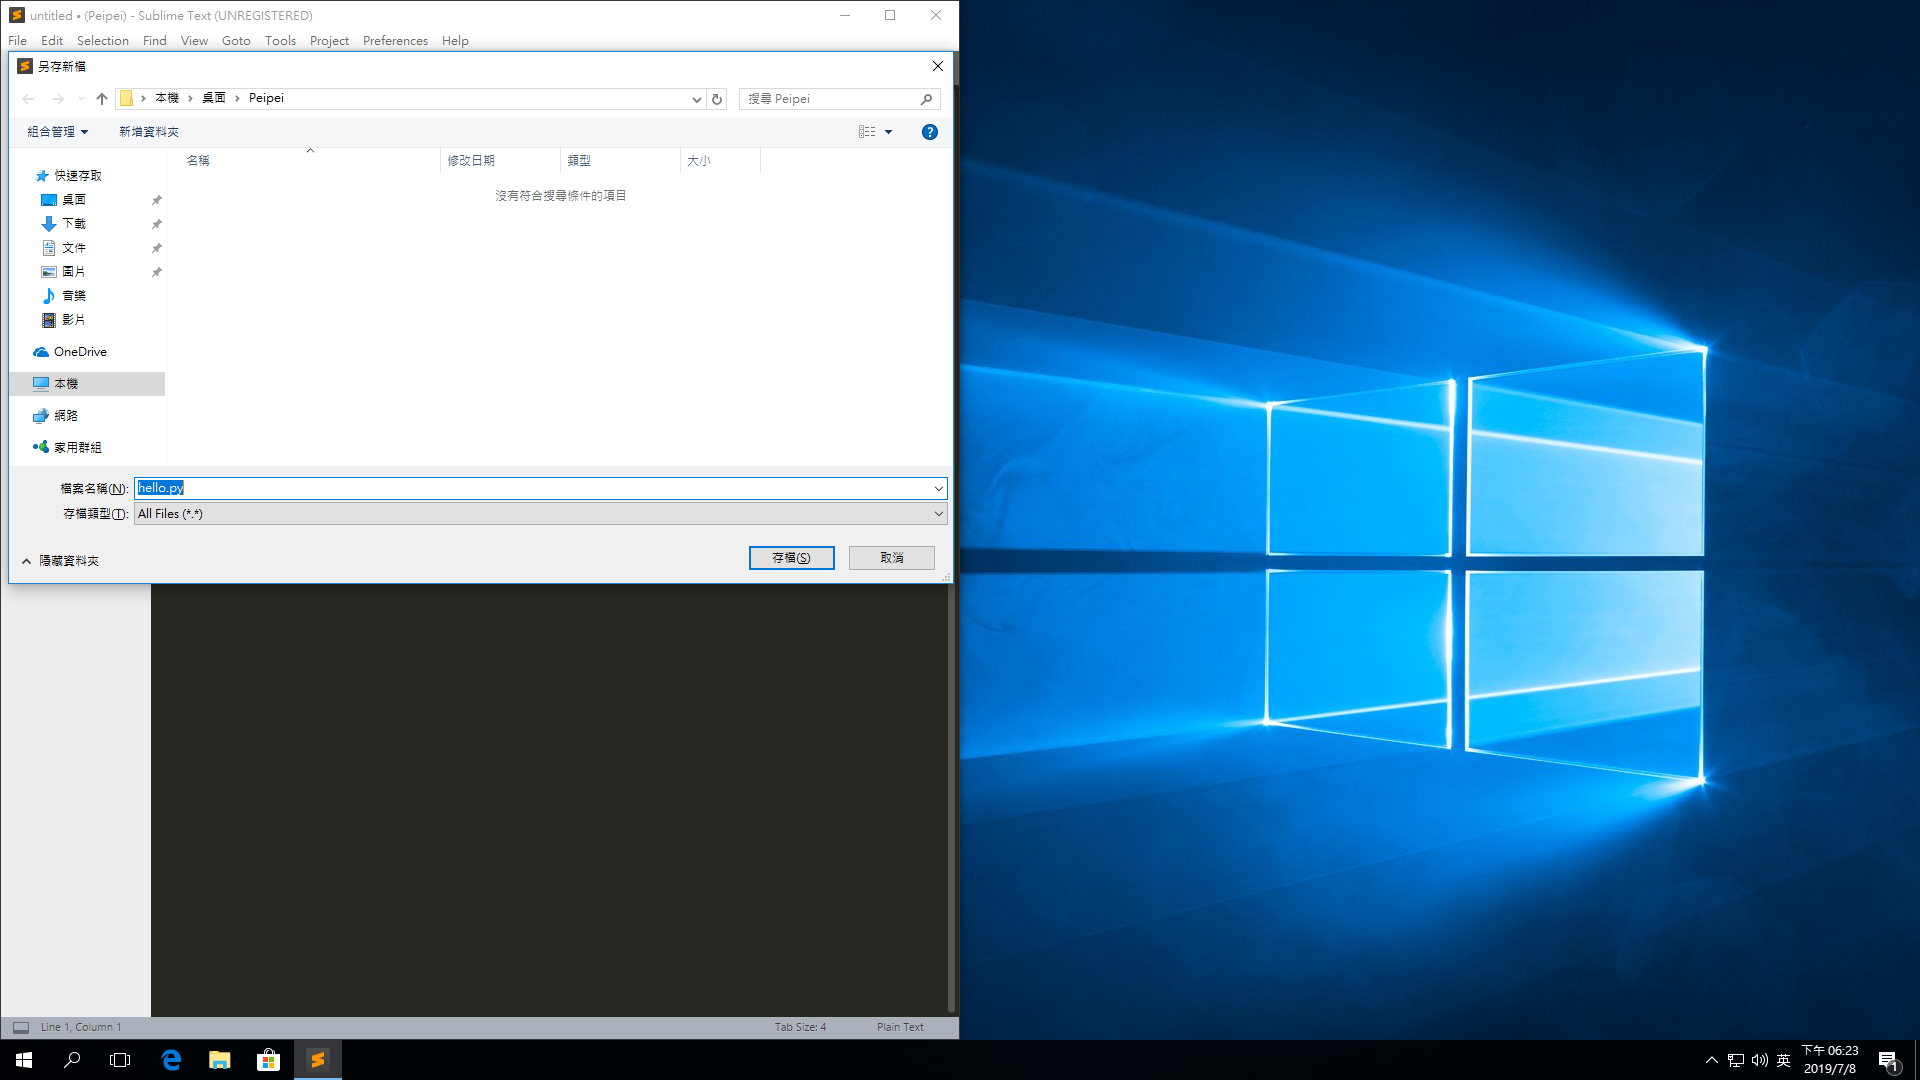 untitled • (Peipei) - Sublime Text (UNREGISTERED)
File Edit Selection Find View Goto Tools Project Preferences Help
另存新檔
本機 › 桌面 › Peipei
搜尋 Peipei
組合管理 新增資料夾
名稱 修改日期 類型 大小
沒有符合搜尋條件的項目
快速存取
桌面
下載
文件
圖片
音樂
影片
OneDrive
本機
網路
家用群組
檔案名稱(N): hello.py
存檔類型(T): All Files (*.*)
隱藏資料夾
存檔(S) 取消
Line 1, Column 1 Tab Size: 4 Plain Text
英
下午 06:23
2019/7/8
1